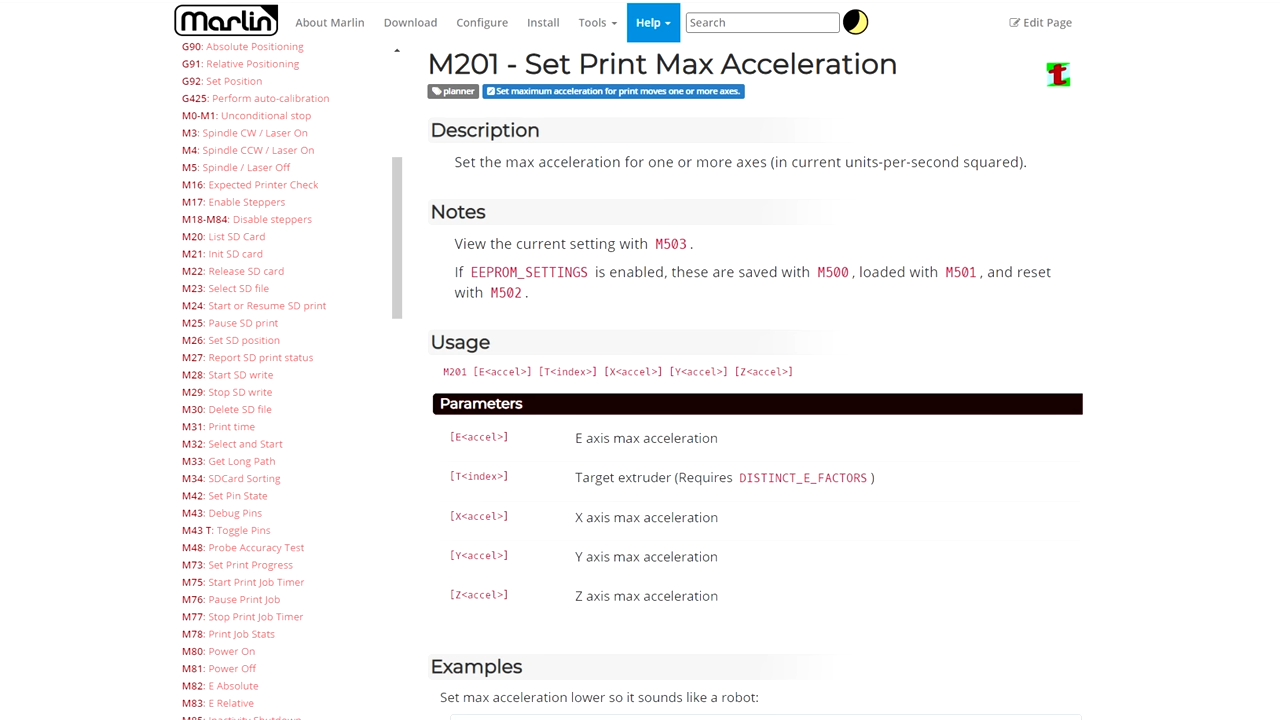 Marlin
About Marlin
Download
Configure
Install
Tools
Help
Search
Edit Page
G90: Absolute Positioning
G91: Relative Positioning
G92: Set Position
G425: Perform auto-calibration
M0-M1: Unconditional stop
M3: Spindle CW / Laser On
M4: Spindle CCW / Laser On
M5: Spindle / Laser Off
M16: Expected Printer Check
M17: Enable Steppers
M18-M84: Disable steppers
M20: List SD Card
M21: Init SD card
M22: Release SD card
M23: Select SD file
M24: Start or Resume SD print
M25: Pause SD print
M26: Set SD position
M27: Report SD print status
M28: Start SD write
M29: Stop SD write
M30: Delete SD file
M31: Print time
M32: Select and Start
M33: Get Long Path
M34: SDCard Sorting
M42: Set Pin State
M43: Debug Pins
M43 T: Toggle Pins
M48: Probe Accuracy Test
M73: Set Print Progress
M75: Start Print Job Timer
M76: Pause Print Job
M77: Stop Print Job Timer
M78: Print Job Stats
M80: Power On
M81: Power Off
M82: E Absolute
M83: E Relative
M85: Inactivity Shutdown
M201 - Set Print Max Acceleration
t
planner
Set maximum acceleration for print moves one or more axes.
Description
Set the max acceleration for one or more axes (in current units-per-second squared).
Notes
View the current setting with M503.
If EEPROM_SETTINGS is enabled, these are saved with M500, loaded with M501, and reset
with M502.
Usage
M201 [E<accel>] [T<index>] [X<accel>] [Y<accel>] [Z<accel>]
Parameters
[E<accel>] E axis max acceleration
[T<index>] Target extruder (Requires DISTINCT_E_FACTORS)
[X<accel>] X axis max acceleration
[Y<accel>] Y axis max acceleration
[Z<accel>] Z axis max acceleration
Examples
Set max acceleration lower so it sounds like a robot: